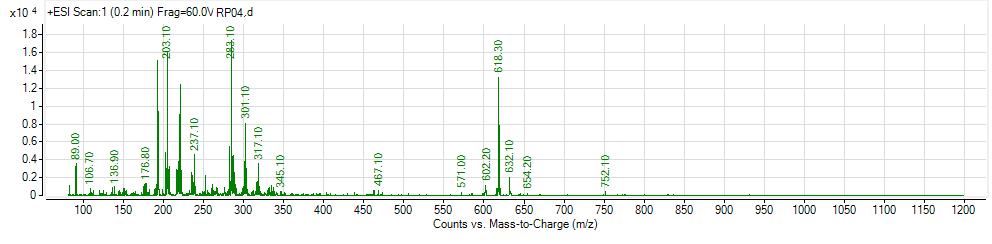 x10 4 +ESI Scan:1 (0.2 min) Frag=60.0V RP04.d
1.8
1.6
1.4
1.2
1
0.8
0.6
0.4
0.2
0
89.00 106.70 136.90 176.80 203.10 237.10 283.10 301.10 317.10 345.10 467.10 571.00 602.20 618.30 632.10 654.20 752.10
100 150 200 250 300 350 400 450 500 550 600 650 700 750 800 850 900 950 1000 1050 1100 1150 1200
Counts vs. Mass-to-Charge (m/z)